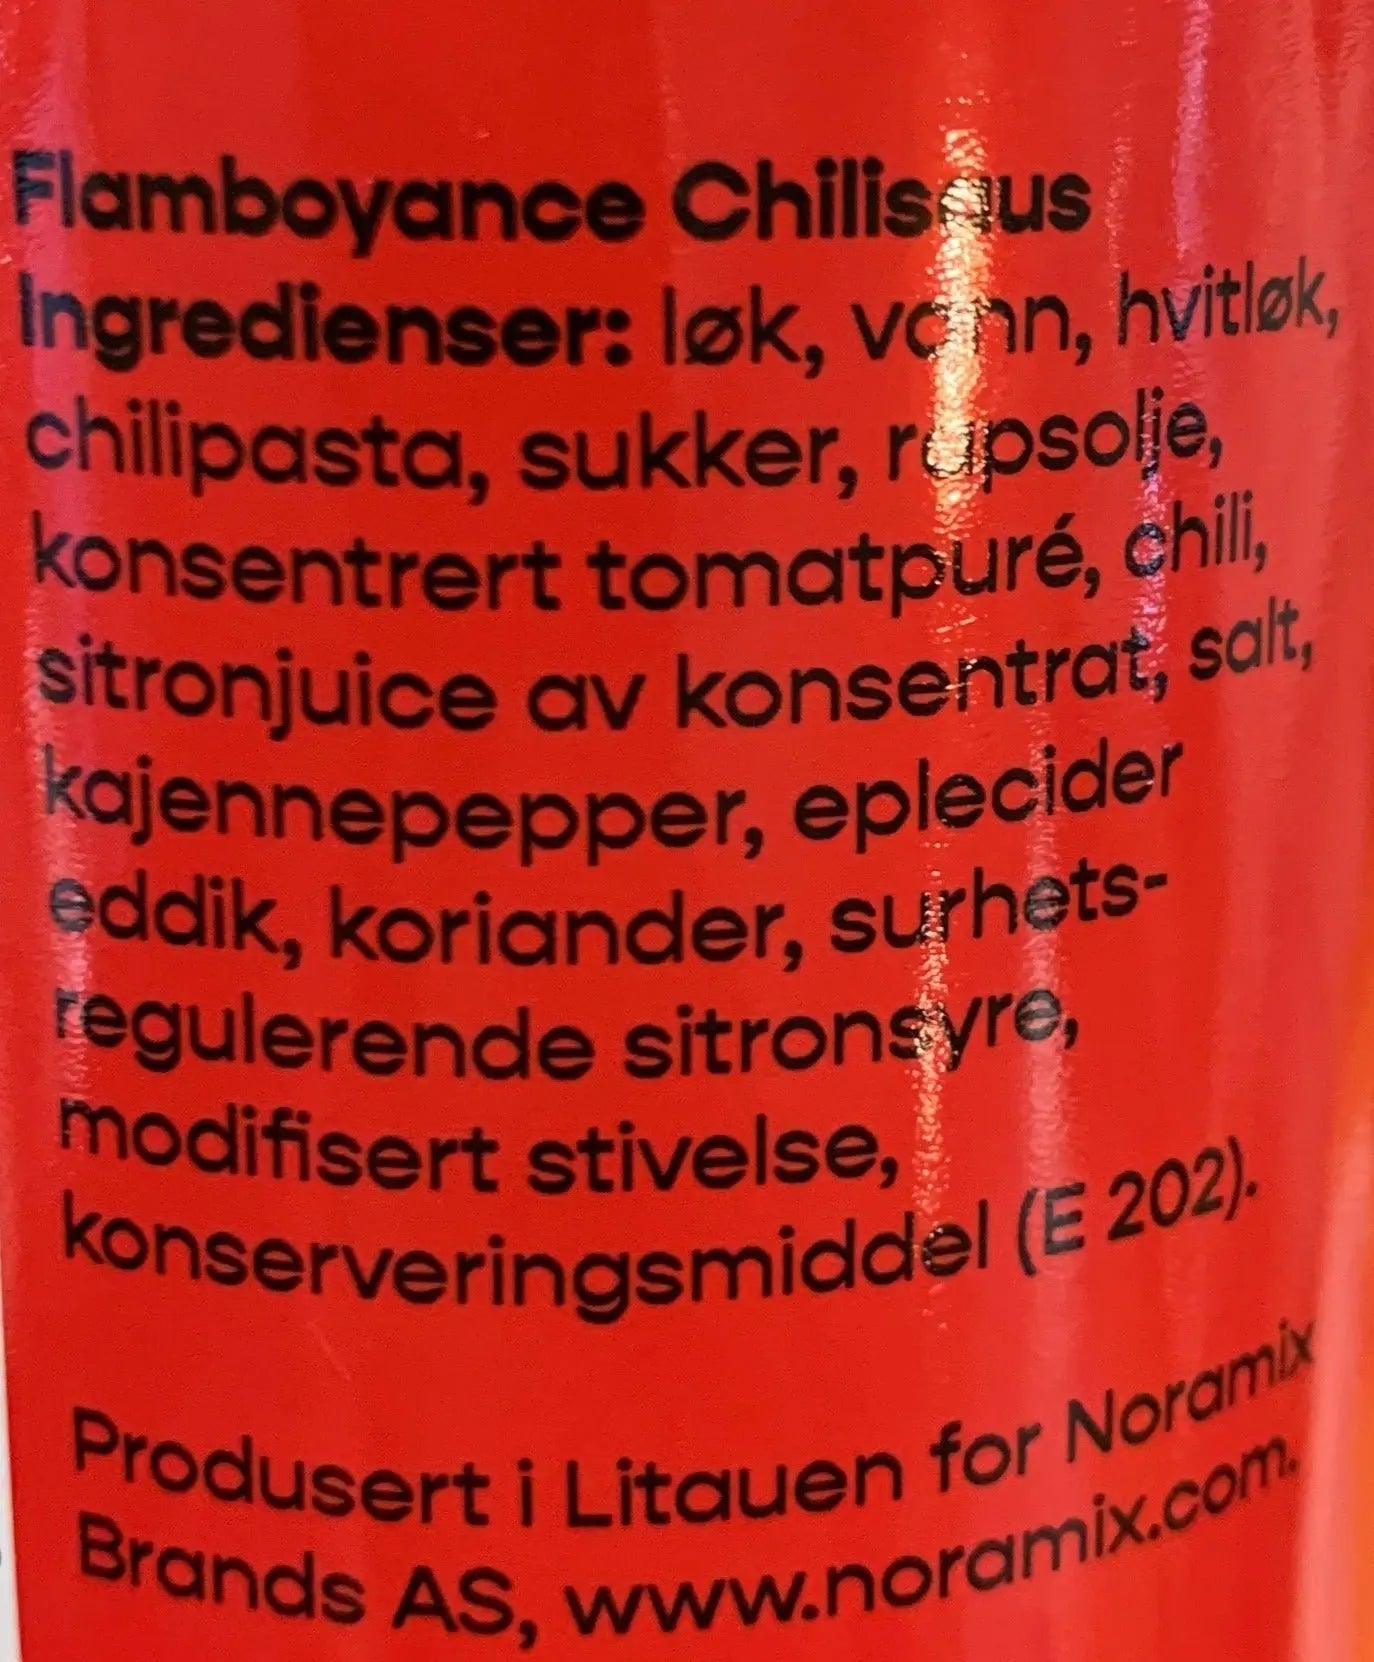 Flamboyance Chilisaus
Ingredienser: løk, vann, hvitløk,
chilipasta, sukker, rapsolje,
konsentrert tomatpuré, chili,
sitronjuice av konsentrat, salt,
kajennepepper, eplecider
eddik, koriander, surhets-
regulerende sitronsyre,
modifisert stivelse,
konserveringsmiddel (E 202).
Produsert i Litauen for Noramix
Brands AS, www.noramix.com.